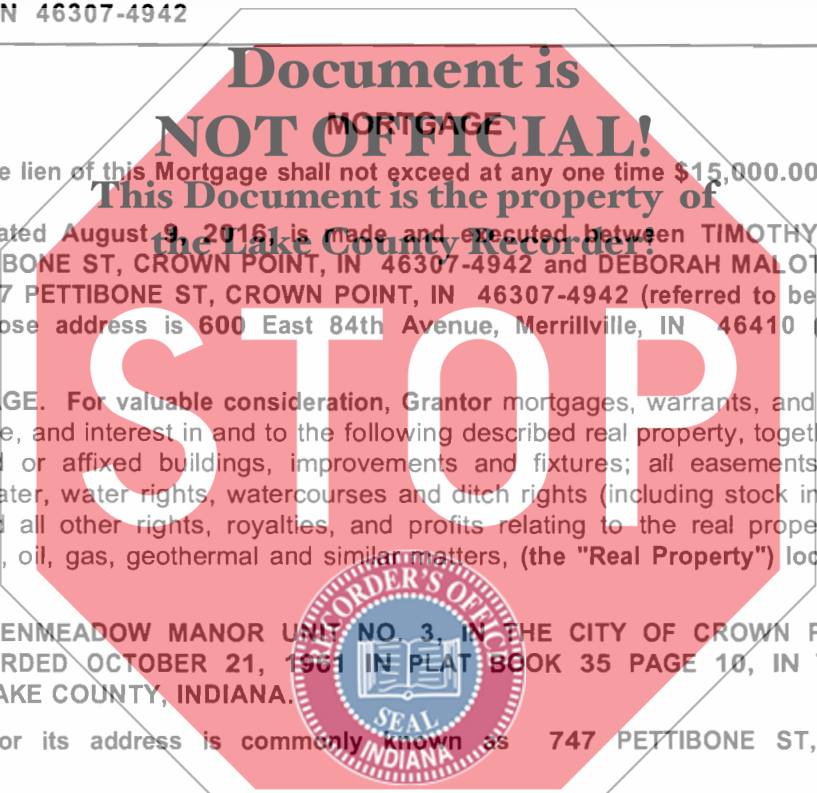 N 46307-4942
Document is
NOT OFFICIAL!
MORTGAGE
e lien of this Mortgage shall not exceed at any one time $15,000.00
This Document is the property of
the Lake County Recorder!
ated August 9, 2016, is made and executed between TIMOTHY
BONE ST, CROWN POINT, IN 46307-4942 and DEBORAH MALOT
7 PETTIBONE ST, CROWN POINT, IN 46307-4942 (referred to be
ose address is 600 East 84th Avenue, Merrillville, IN 46410 (
STOP
AGE. For valuable consideration, Grantor mortgages, warrants, and
e, and interest in and to the following described real property, togeth
d or affixed buildings, improvements and fixtures; all easements
ater, water rights, watercourses and ditch rights (including stock in
d all other rights, royalties, and profits relating to the real prope
, oil, gas, geothermal and similar matters, (the "Real Property") loc
ENMEADOW MANOR UNIT NO. 3, IN THE CITY OF CROWN P
RDED OCTOBER 21, 1961 IN PLAT BOOK 35 PAGE 10, IN
AKE COUNTY, INDIANA.
RECORDER'S OFFICE
SEAL
INDIANA
or its address is commonly known as 747 PETTIBONE ST,